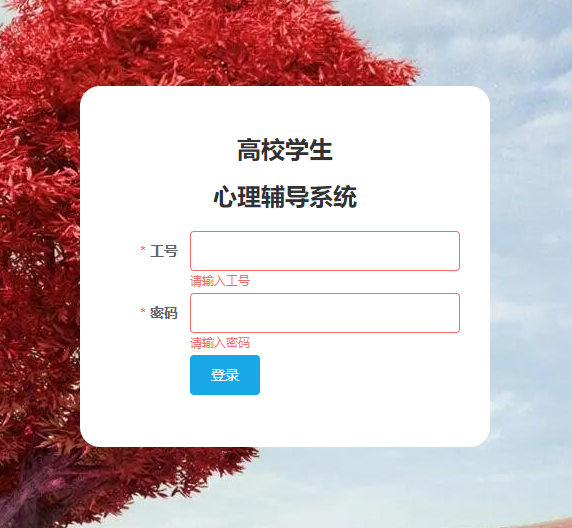 高校学生
心理辅导系统
* 工号
请输入工号
* 密码
请输入密码
登录